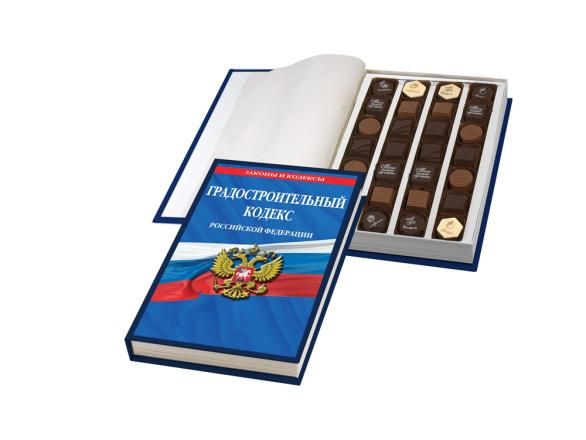 ЗАКОНЫ И КОДЕКСЫ
ГРАДОСТРОИТЕЛЬНЫЙ
КОДЕКС
РОССИЙСКОЙ ФЕДЕРАЦИИ